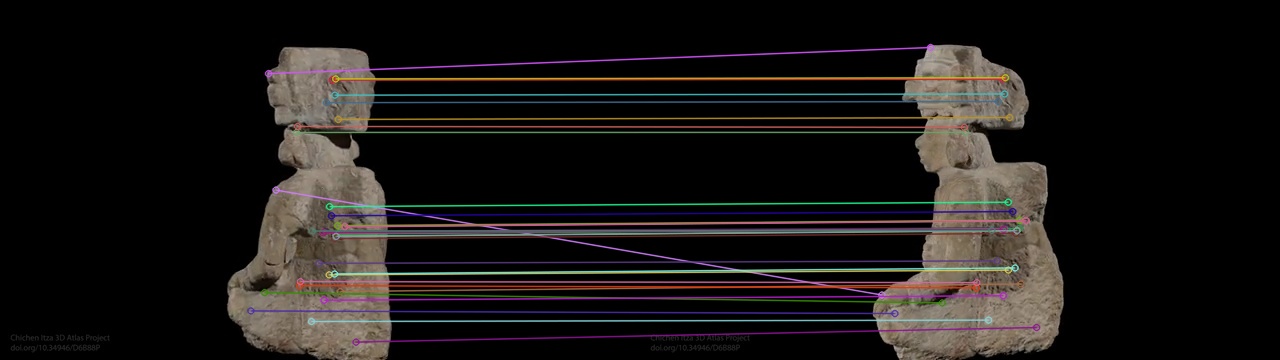 Chichen Itza 3D Atlas Project
doi.org/10.34946/D6B88P
Chichen Itza 3D Atlas Project
doi.org/10.34946/D6B88P